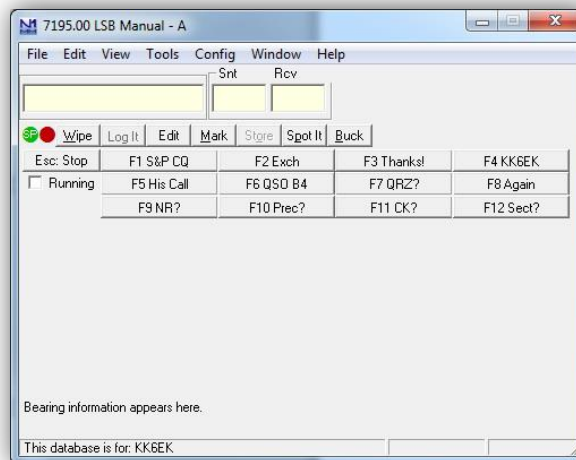 N1 7195.00 LSB Manual - A
File Edit View Tools Config Window Help
Snt Rcv
SP Wipe Log It Edit Mark Store Spot It Buck
Esc: Stop F1 S&P CQ F2 Exch F3 Thanks! F4 KK6EK
Running F5 His Call F6 QSO B4 F7 QRZ? F8 Again
F9 NR? F10 Prec? F11 CK? F12 Sect?
Bearing information appears here.
This database is for: KK6EK